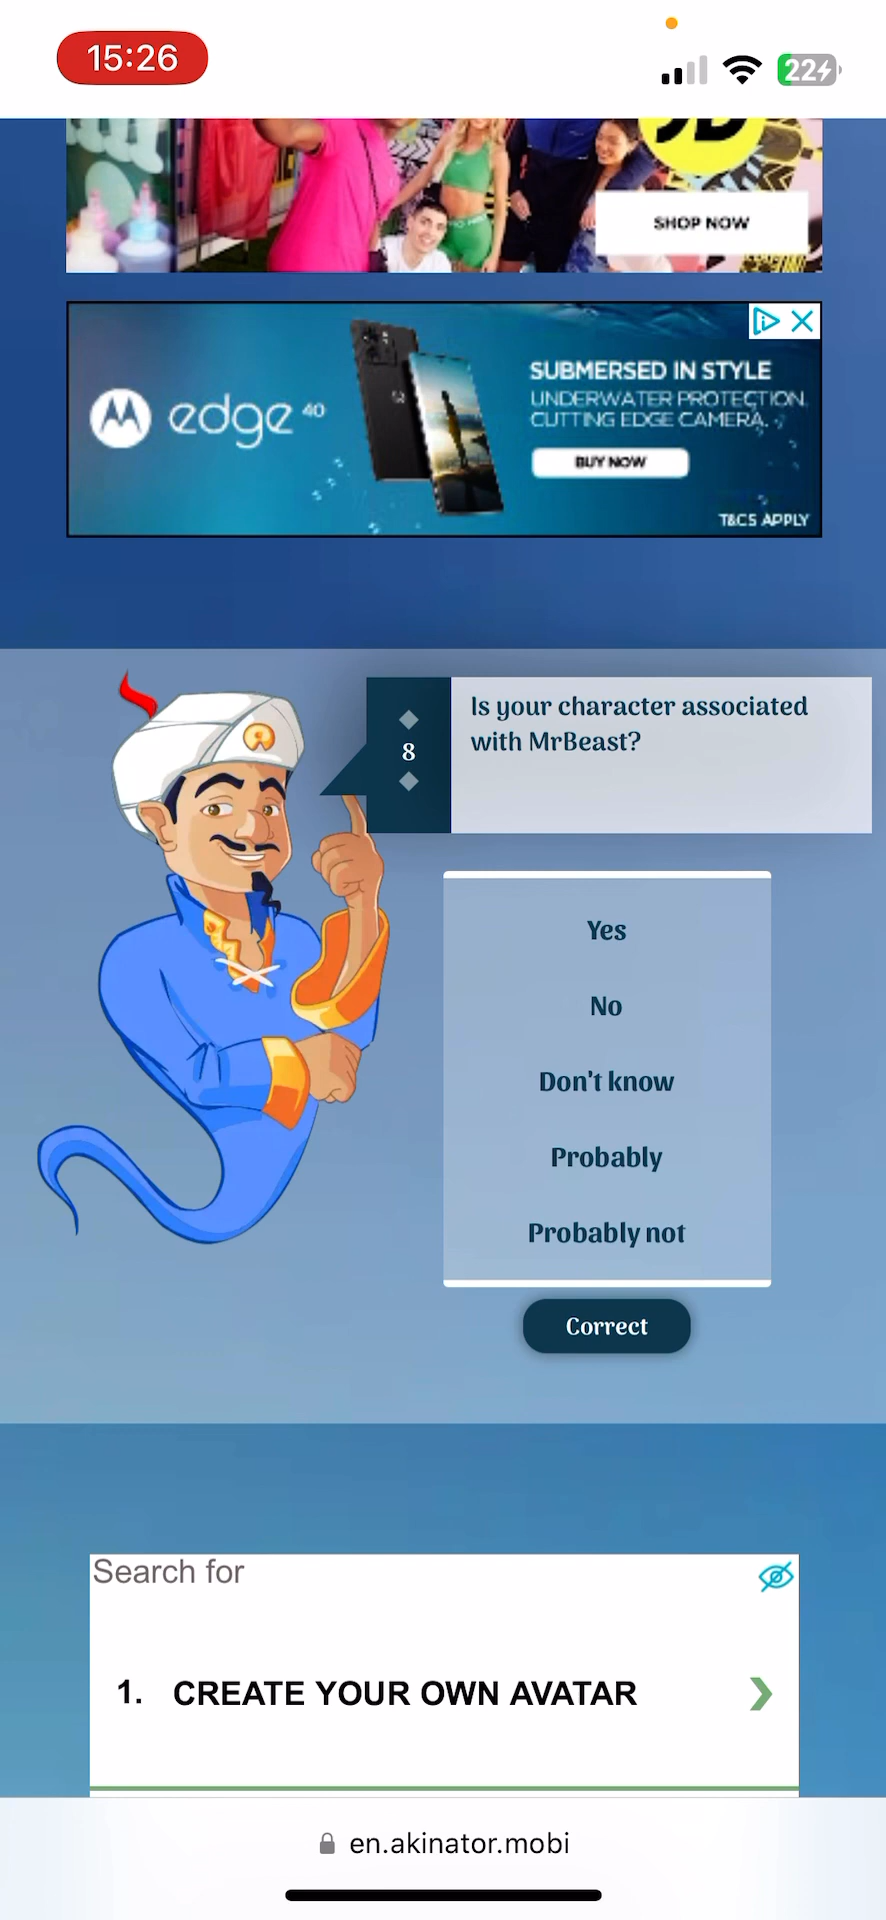 15:26
22
JD
SHOP NOW
edge 40
SUBMERSED IN STYLE
UNDERWATER PROTECTION.
CUTTING EDGE CAMERA.
BUY NOW
T&CS APPLY
8
Is your character associated
with MrBeast?
Yes
No
Don't know
Probably
Probably not
Correct
Search for
1. CREATE YOUR OWN AVATAR
en.akinator.mobi